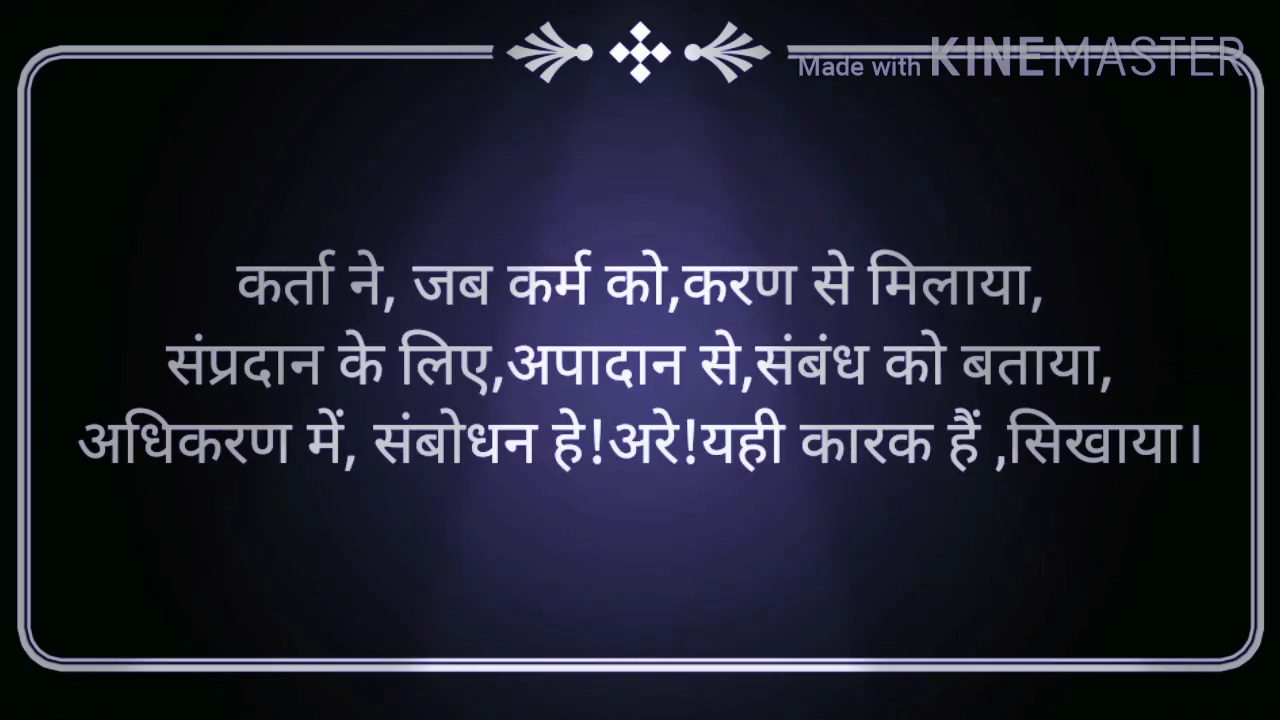 Made with KINEMASTER
कर्ता ने, जब कर्म को,करण से मिलाया,
संप्रदान के लिए,अपादान से,संबंध को बताया,
अधिकरण में, संबोधन हे!अरे!यही कारक हैं ,सिखाया।